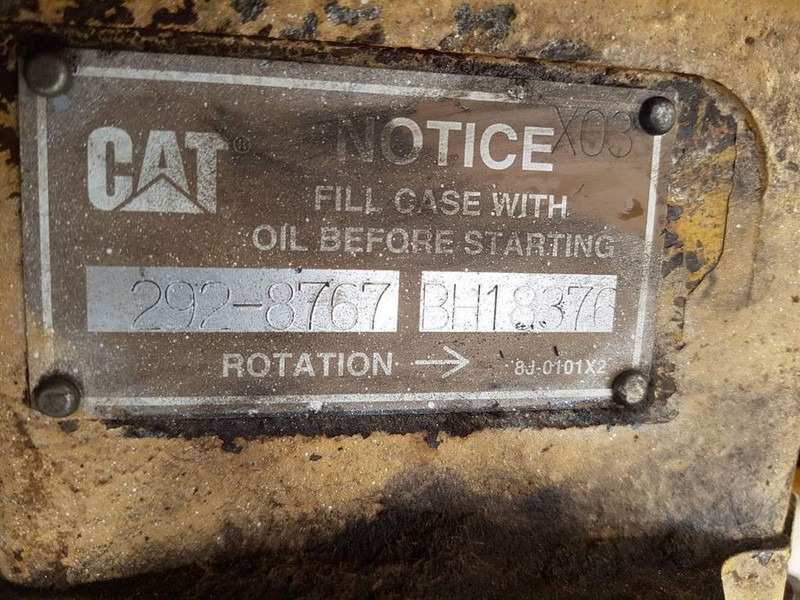 CAT® NOTICE X03
FILL CASE WITH
OIL BEFORE STARTING
292-8767 BH18376
ROTATION → 8J-0101X2